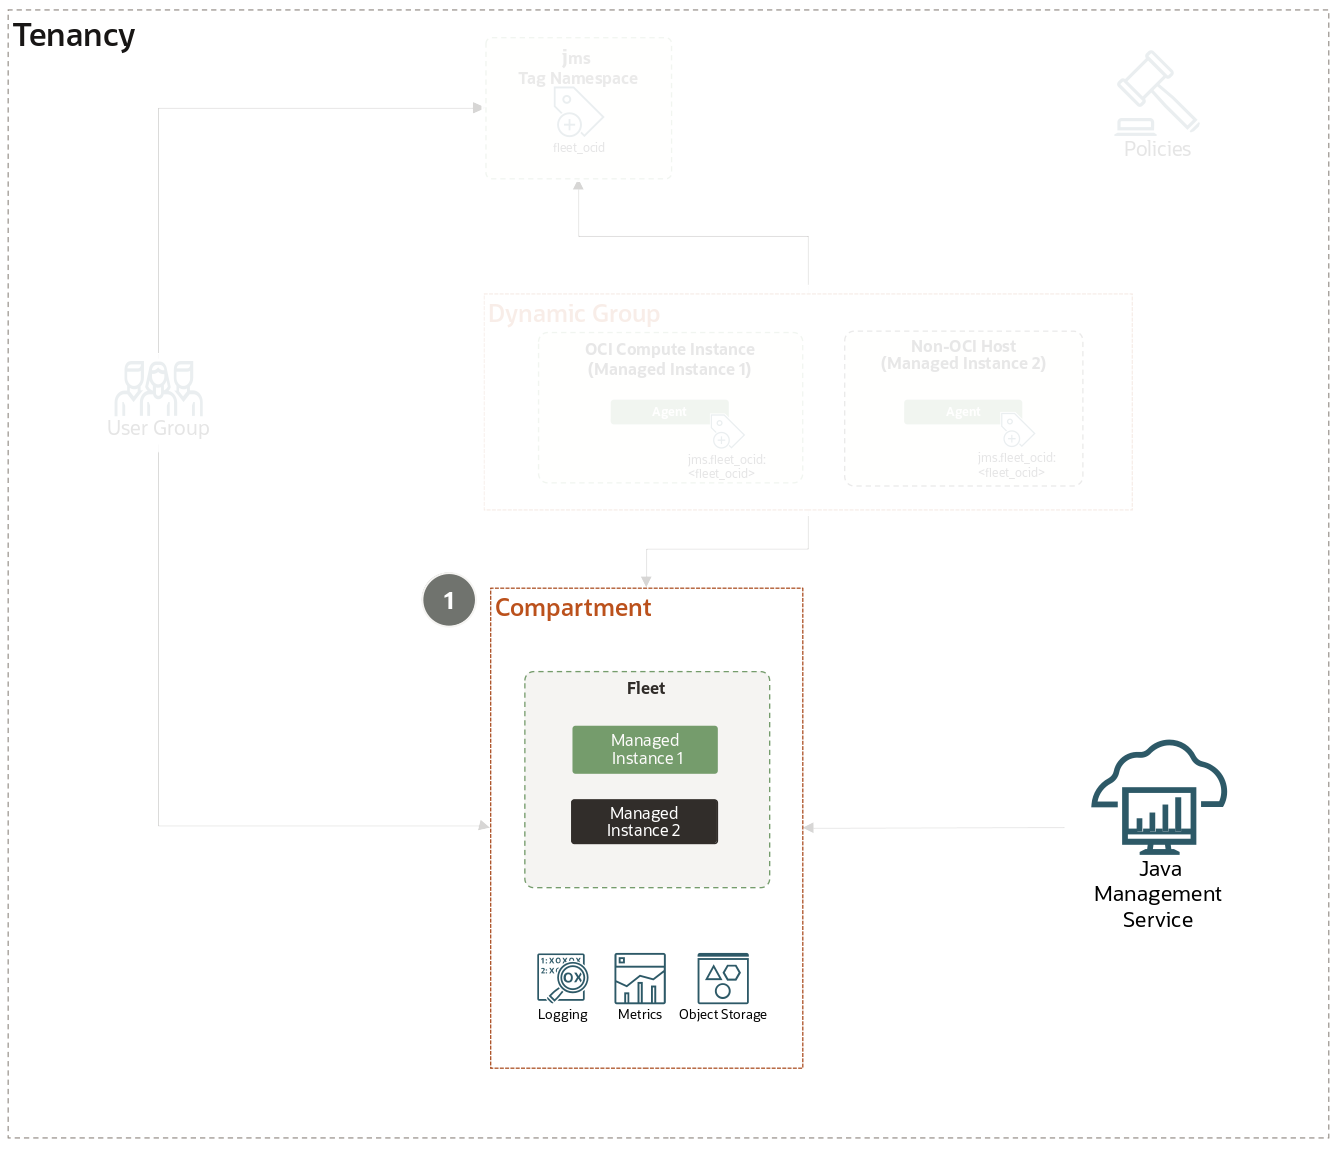 Tenancy
jms
Tag Namespace
fleet_ocid
Policies
Dynamic Group
OCI Compute Instance
(Managed Instance 1)
Agent
jms.fleet_ocid:
<fleet_ocid>
Non-OCI Host
(Managed Instance 2)
Agent
jms.fleet_ocid:
<fleet_ocid>
User Group
1
Compartment
Fleet
Managed
Instance 1
Managed
Instance 2
Logging
Metrics
Object Storage
Java
Management
Service